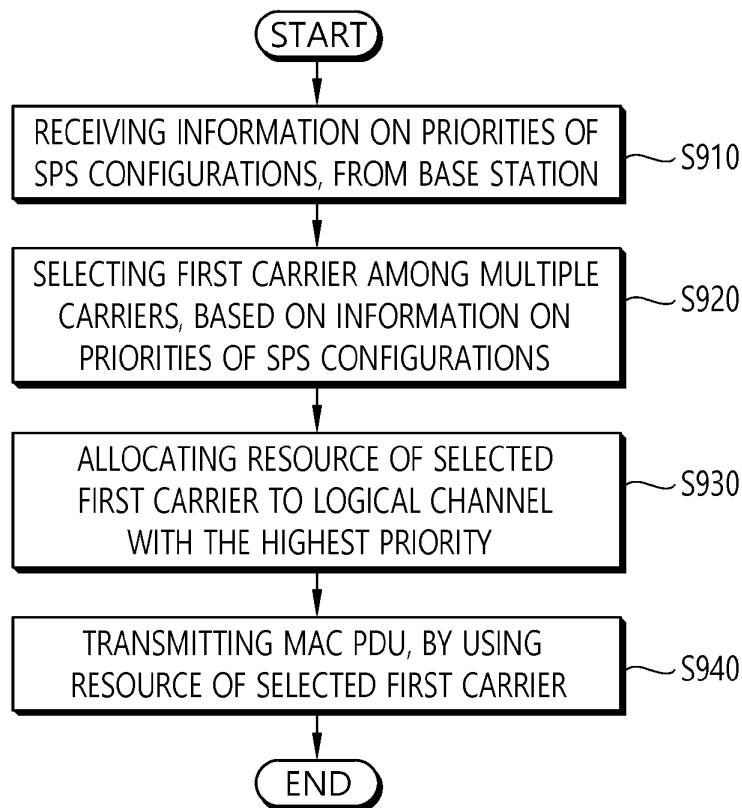 START
RECEIVING INFORMATION ON PRIORITIES OF
SPS CONFIGURATIONS, FROM BASE STATION
S910
SELECTING FIRST CARRIER AMONG MULTIPLE
CARRIERS, BASED ON INFORMATION ON
PRIORITIES OF SPS CONFIGURATIONS
S920
ALLOCATING RESOURCE OF SELECTED
FIRST CARRIER TO LOGICAL CHANNEL
WITH THE HIGHEST PRIORITY
S930
TRANSMITTING MAC PDU, BY USING
RESOURCE OF SELECTED FIRST CARRIER
S940
END